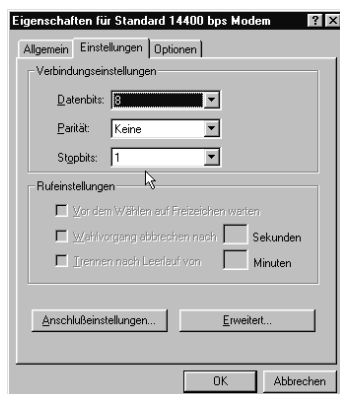 Eigenschaften für Standard 14400 bps Modem
Allgemein Einstellungen Optionen
Verbindungseinstellungen
Datenbits: 8
Parität: Keine
Stopbits: 1
Rufeinstellungen
Vor dem Wählen auf Freizeichen warten
Wahlvorgang abbrechen nach Sekunden
Trennen nach Leerlauf von Minuten
Anschlußeinstellungen... Erweitert...
OK Abbrechen